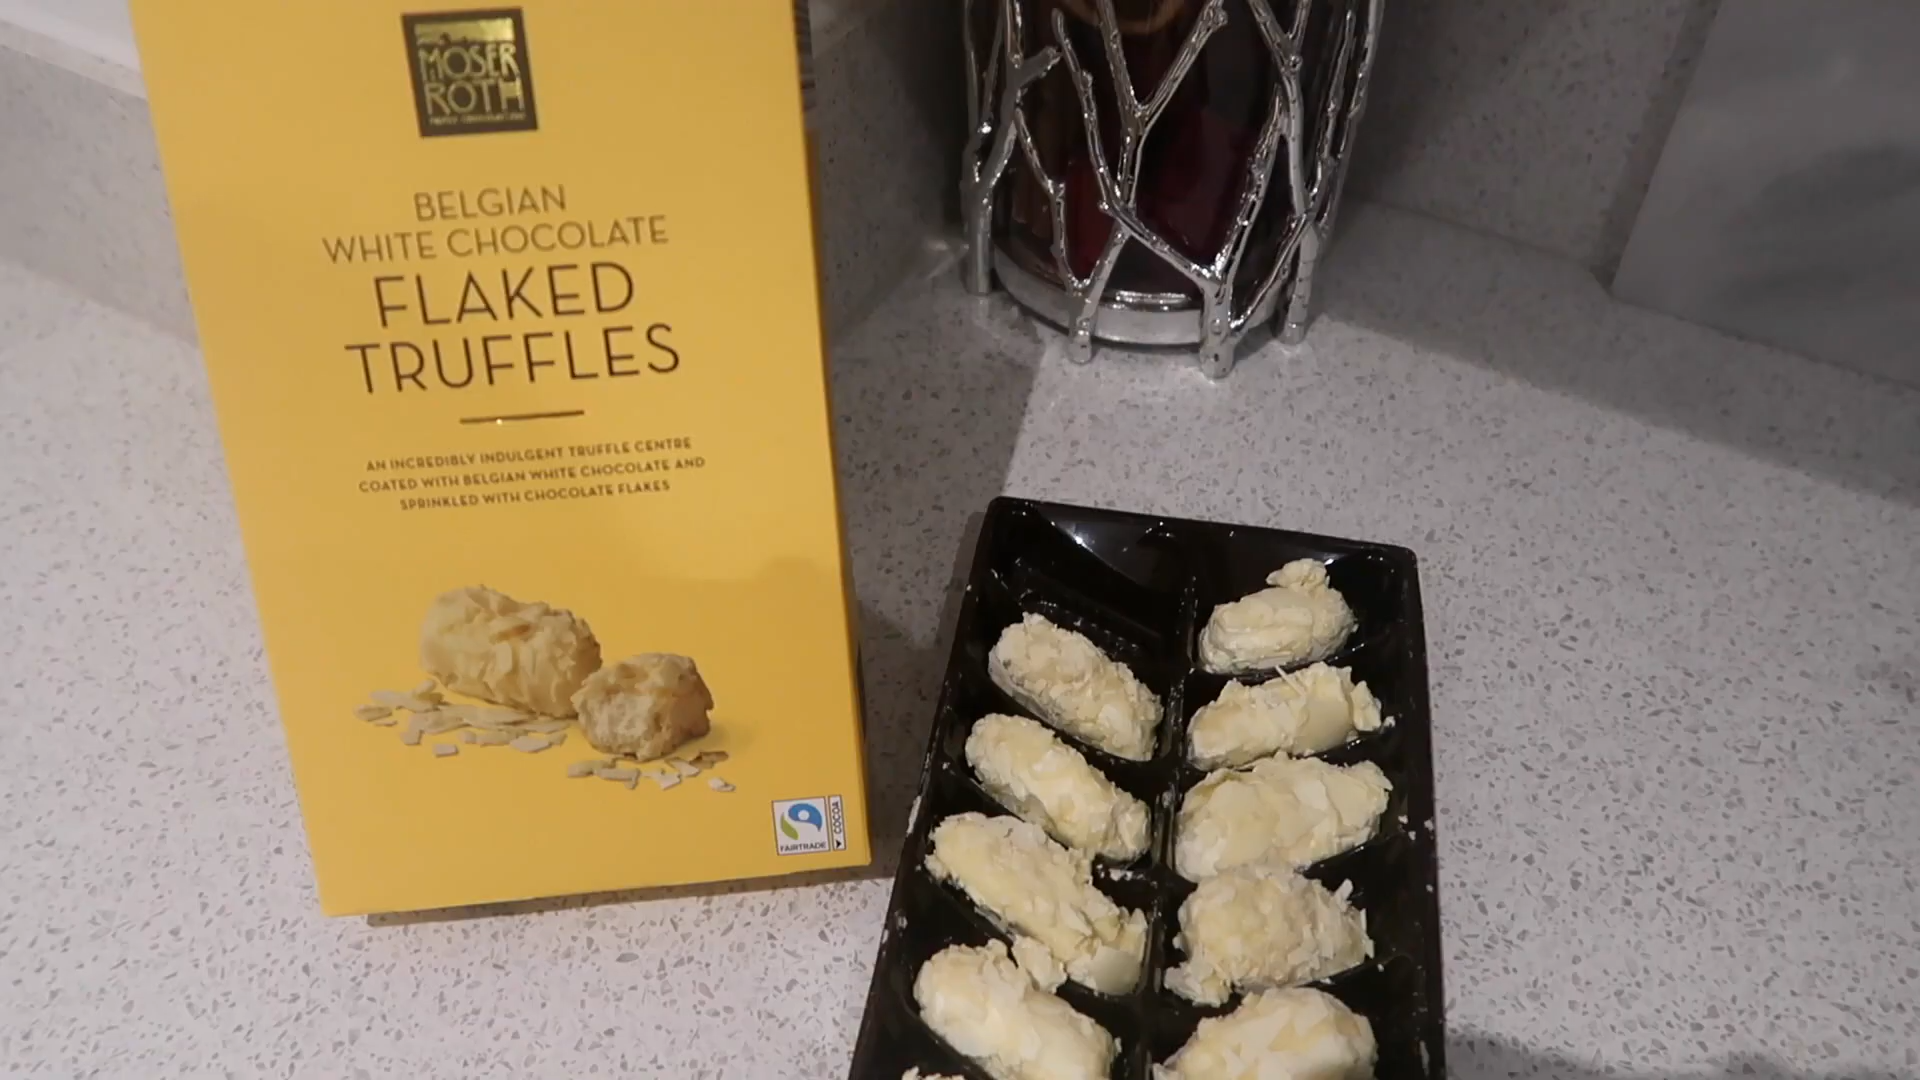 MOSER
ROTH
BELGIAN
WHITE CHOCOLATE
FLAKED
TRUFFLES
AN INCREDIBLY INDULGENT TRUFFLE CENTRE
COATED WITH BELGIAN WHITE CHOCOLATE AND
SPRINKLED WITH CHOCOLATE FLAKES
FAIRTRADE
COCOA